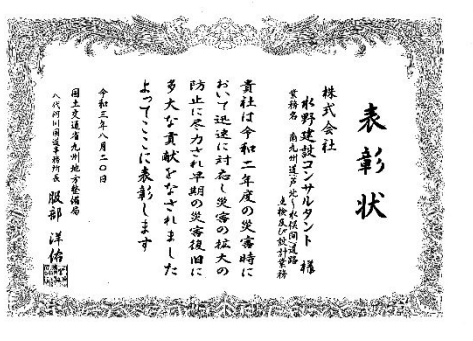 表彰状
株式会社
水野建設コンサルタント 様
業務名 南九州道戸(水俣間)道路
点検及び設計業務
貴社は令和二年度の災害時に
おいて迅速に対応し災害の拡大の
防止に尽力され早期の災害復旧に
多大な貢献をなされました
よってここに表彰します
令和三年八月二〇日
国土交通省九州地方整備局
八代河川国道事務所長 服部 洋佑